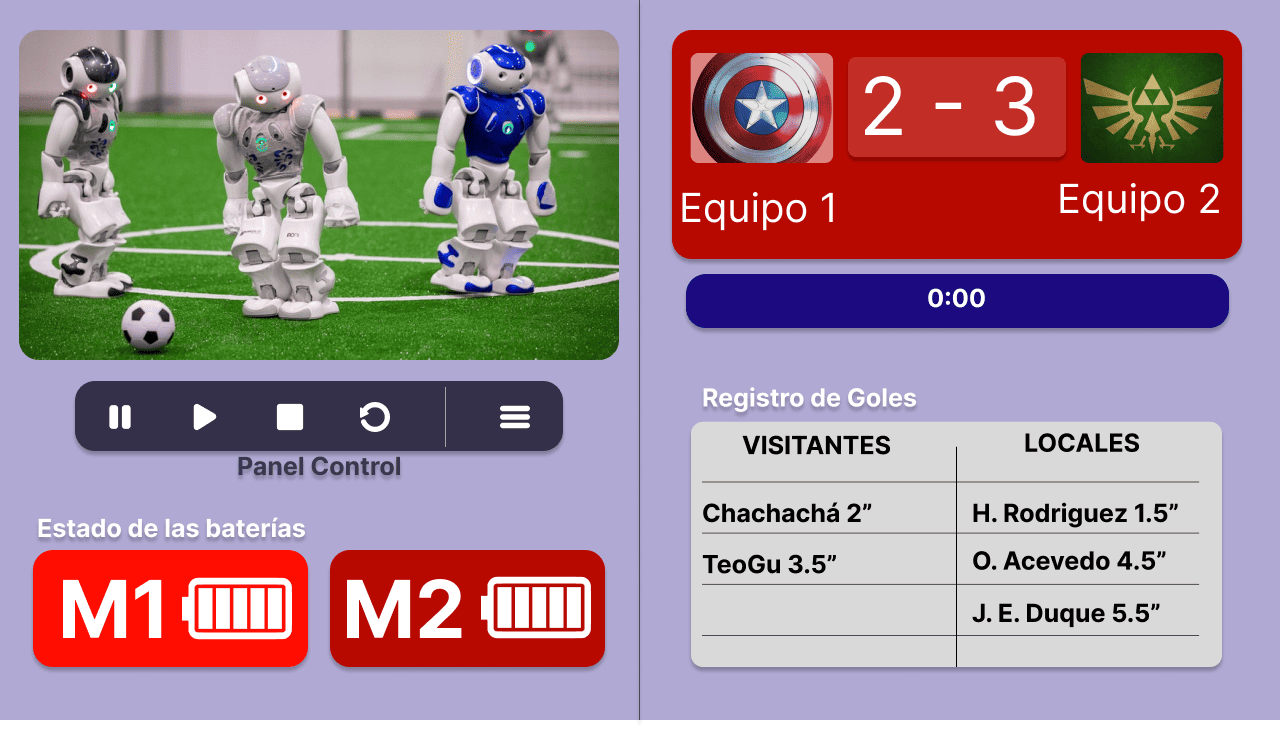 3
Panel Control
Estado de las baterías
M1
M2
2 - 3
Equipo 1
Equipo 2
0:00
Registro de Goles
VISITANTES
LOCALES
Chachachá 2”
H. Rodriguez 1.5”
TeoGu 3.5”
O. Acevedo 4.5”
J. E. Duque 5.5”